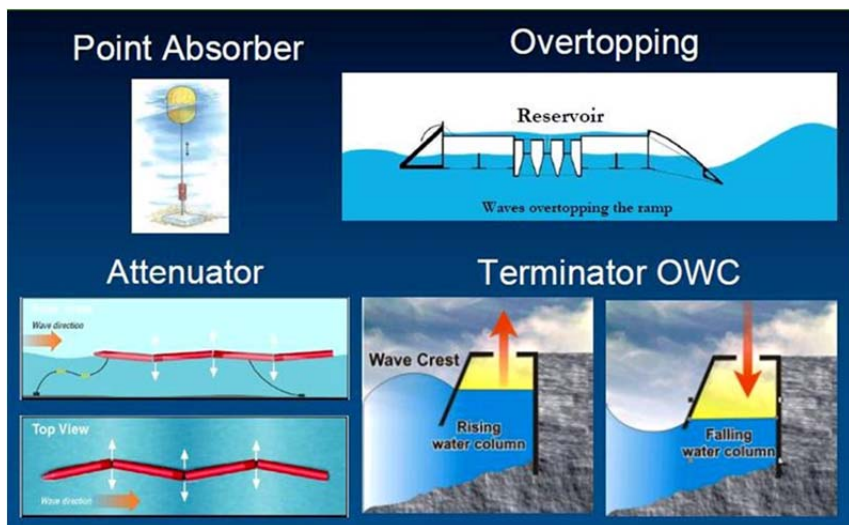 Point Absorber
Overtopping
Reservoir
Waves overtopping the ramp
Attenuator
Terminator OWC
Wave direction
Top View
Wave direction
Wave Crest
Rising
water column
Falling
water column